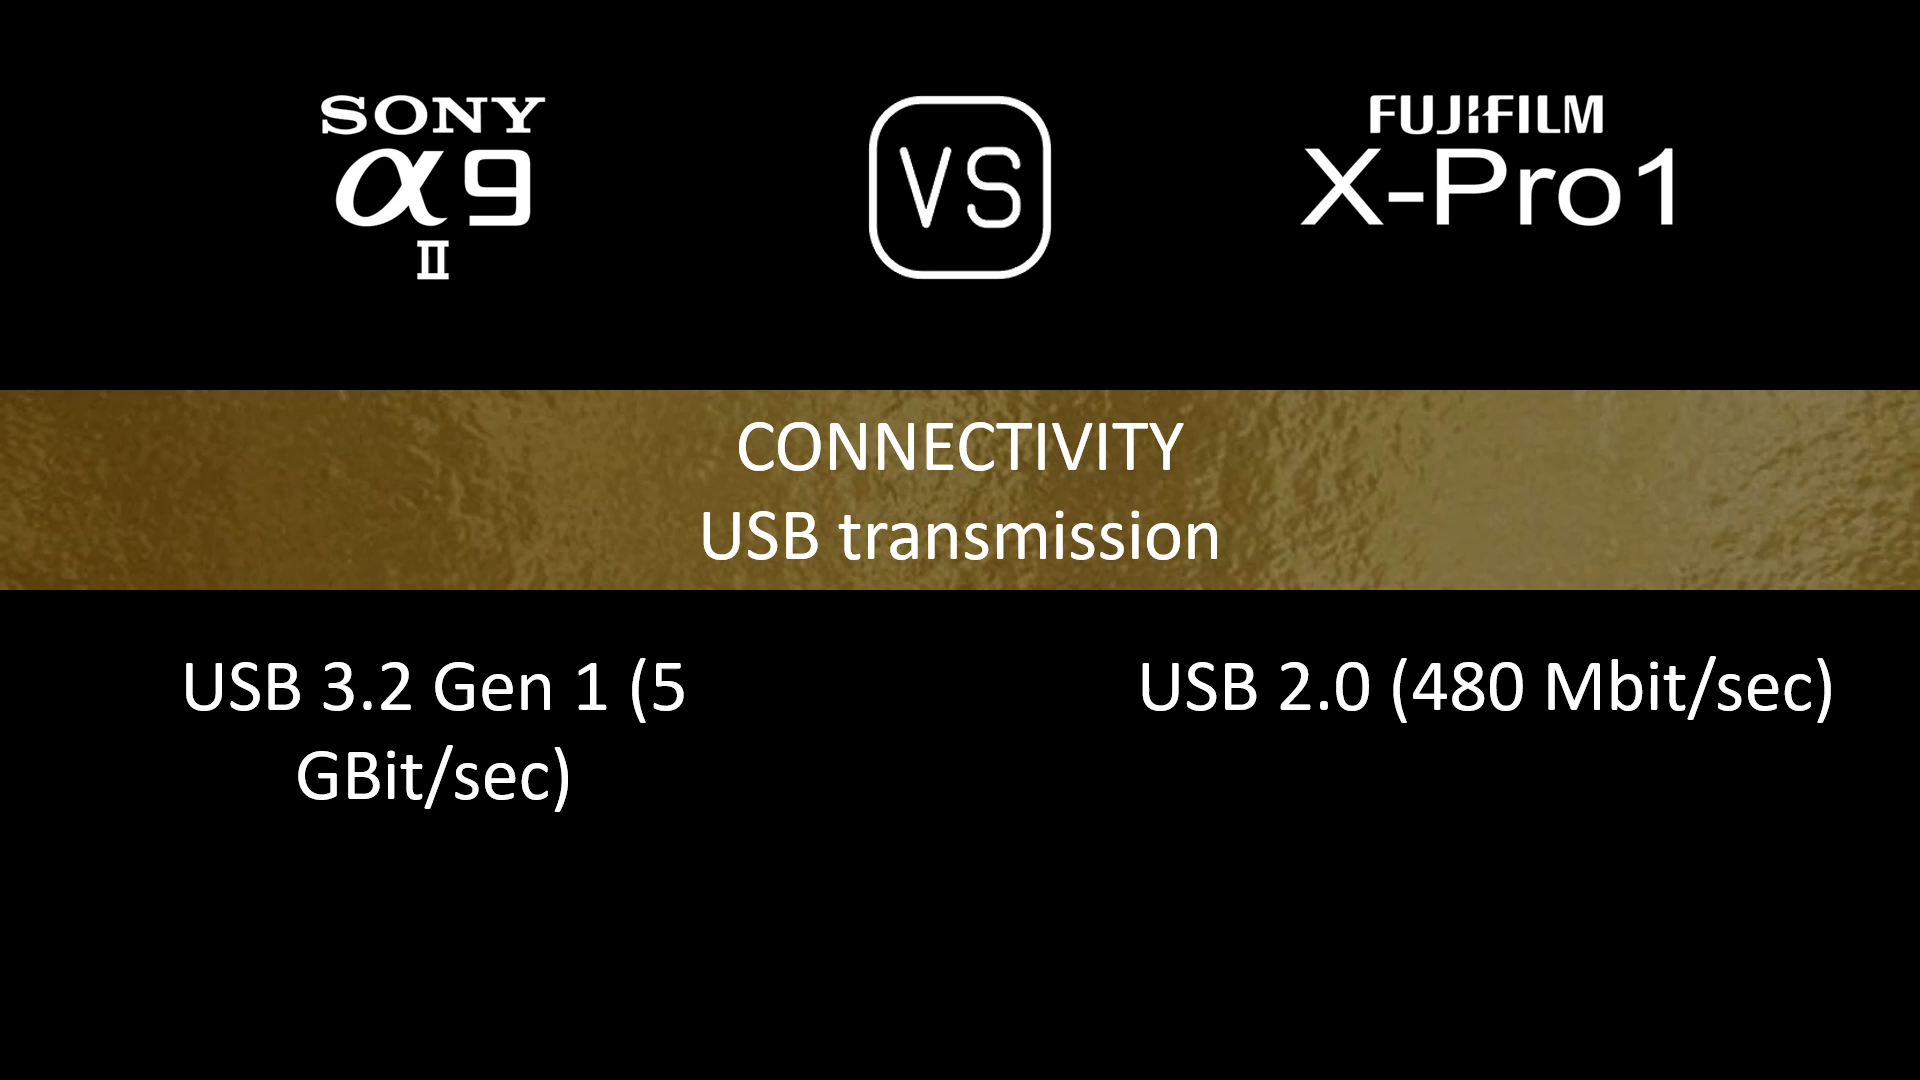 SONY
α9
II
VS
FUJIFILM
X-Pro1
CONNECTIVITY
USB transmission
USB 3.2 Gen 1 (5
GBit/sec)
USB 2.0 (480 Mbit/sec)